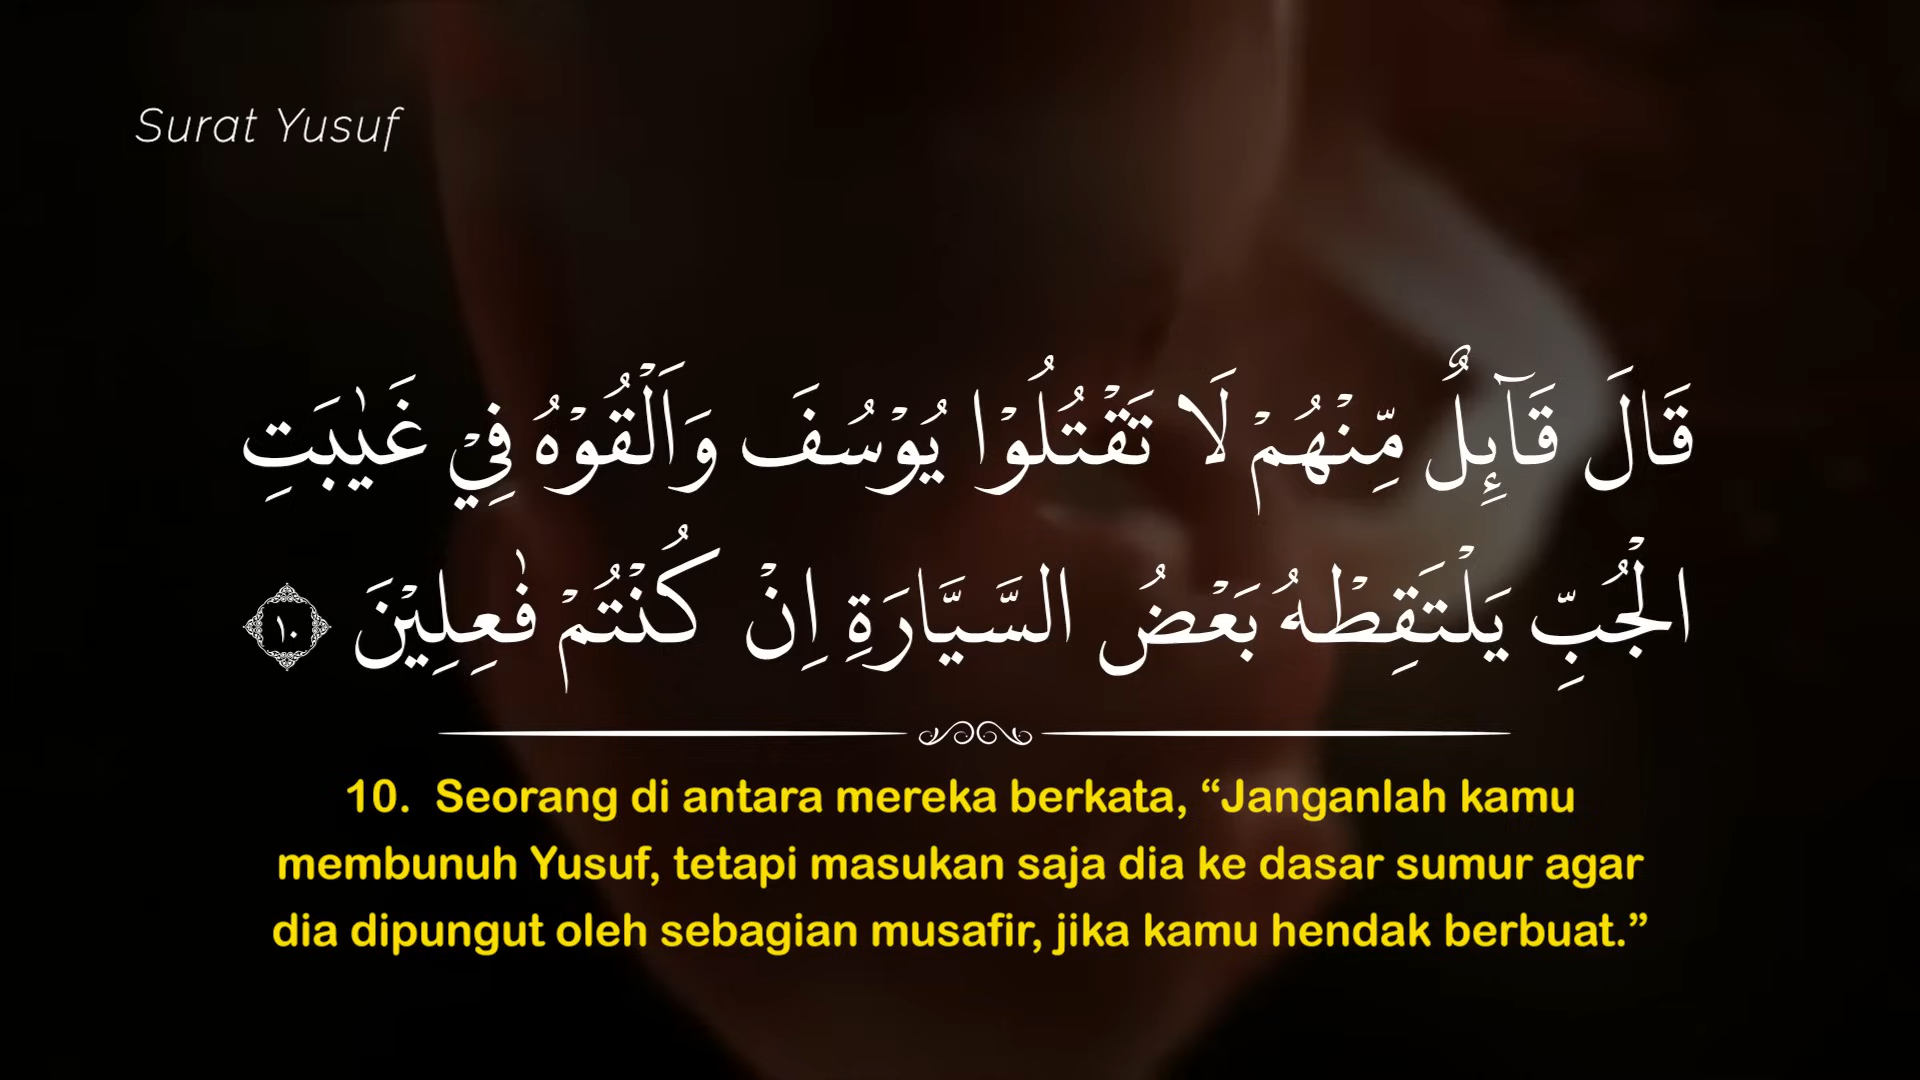 Surat Yusuf
قَالَ قَآئِلٌ مِّنْهُمْ لَا تَقْتُلُوْا يُوْسُفَ وَاَلْقُوْهُ فِيْ غَيٰبَتِ
الْجُبِّ يَلْتَقِطْهُ بَعْضُ السَّيَّارَةِ اِنْ كُنْتُمْ فٰعِلِيْنَ ١٠
10. Seorang di antara mereka berkata, “Janganlah kamu
membunuh Yusuf, tetapi masukan saja dia ke dasar sumur agar
dia dipungut oleh sebagian musafir, jika kamu hendak berbuat.”